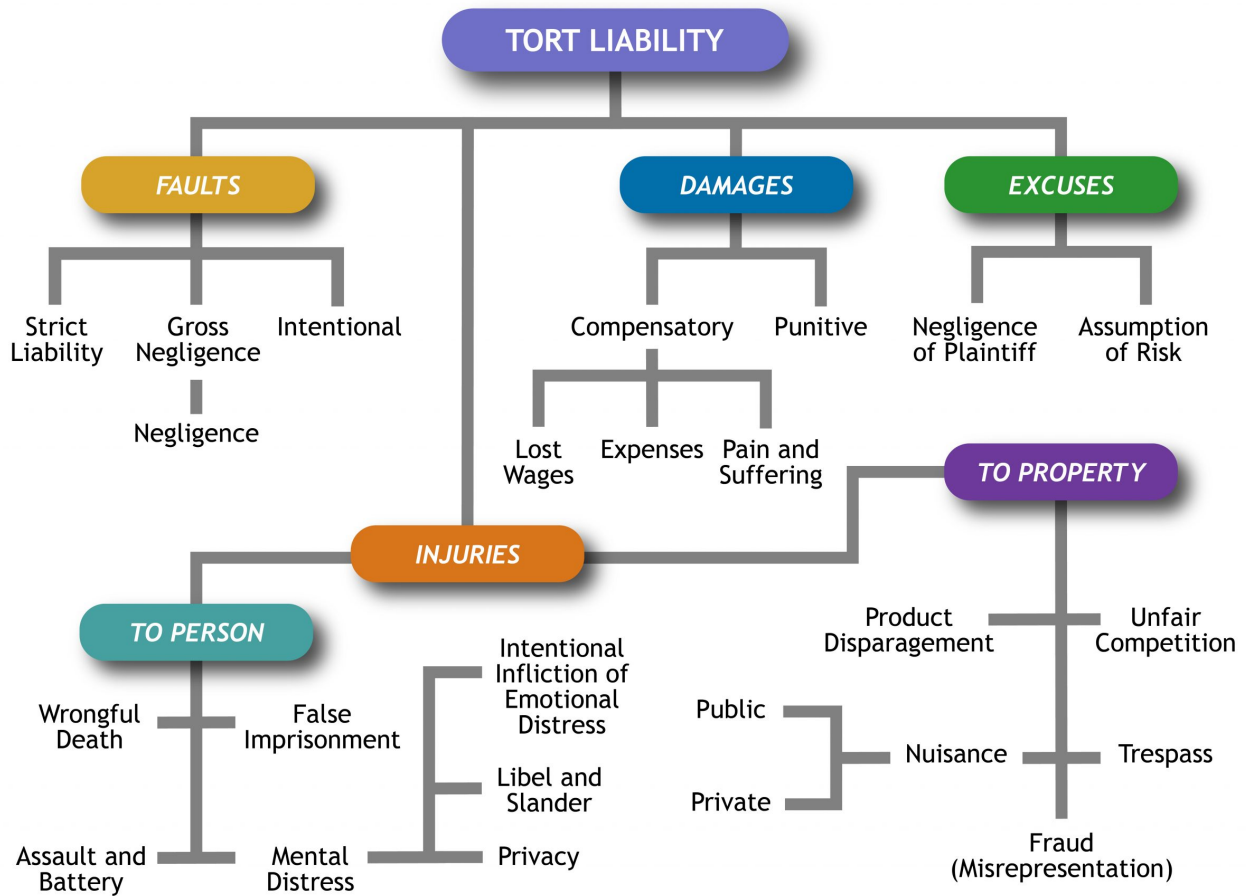 TORT LIABILITY
FAULTS
DAMAGES
EXCUSES
Strict
Liability
Gross
Negligence
Intentional
Negligence
Compensatory
Punitive
Lost
Wages
Expenses
Pain and
Suffering
Negligence
of Plaintiff
Assumption
of Risk
INJURIES
TO PERSON
Wrongful
Death
False
Imprisonment
Assault and
Battery
Mental
Distress
Intentional
Infliction of
Emotional
Distress
Libel and
Slander
Privacy
TO PROPERTY
Product
Disparagement
Unfair
Competition
Public
Private
Nuisance
Trespass
Fraud
(Misrepresentation)